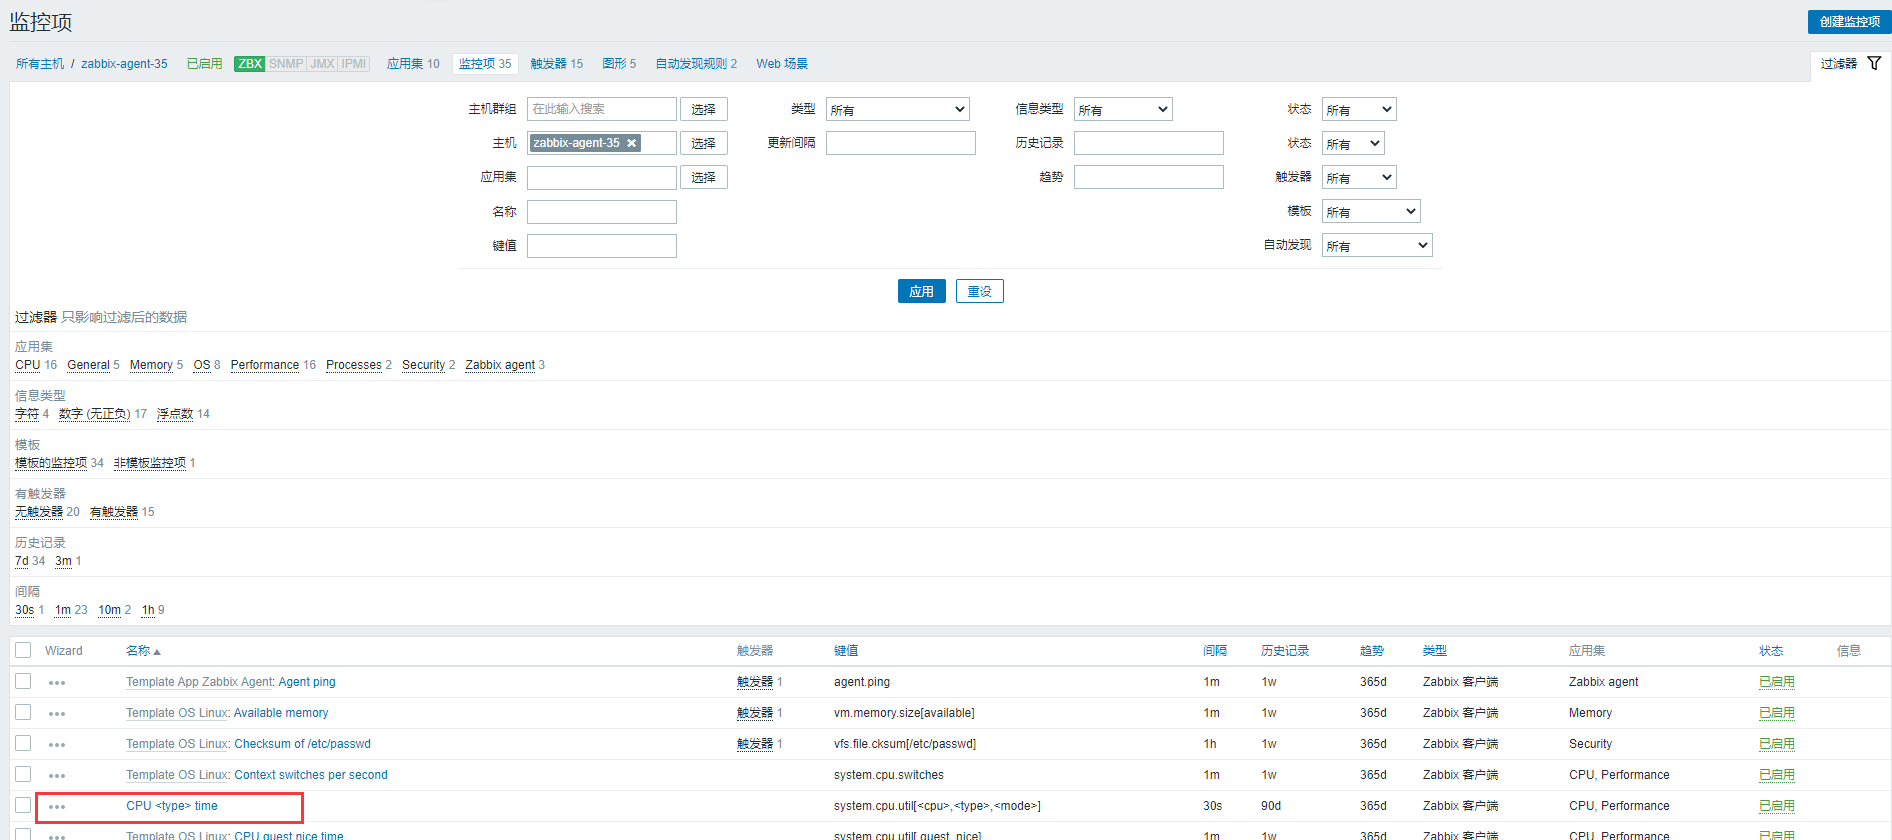 监控项
创建监控项
所有主机 / zabbix-agent-35 已启用 ZBX SNMP JMX IPMI 应用集 10 监控项 35 触发器 15 图形 5 自动发现规则 2 Web 场景
过滤器
主机群组 在此输入搜索 选择 类型 所有 信息类型 所有 状态 所有
主机 zabbix-agent-35 选择 更新间隔 历史记录 状态 所有
应用集 选择 趋势 触发器 所有
名称 模板 所有
键值 自动发现 所有
应用 重设
过滤器 只影响过滤后的数据
应用集
CPU 16 General 5 Memory 5 OS 8 Performance 16 Processes 2 Security 2 Zabbix agent 3
信息类型
字符 4 数字 (无正负) 17 浮点数 14
模板
模板的监控项 34 非模板监控项 1
有触发器
无触发器 20 有触发器 15
历史记录
7d 34 3m 1
间隔
30s 1 1m 23 10m 2 1h 9
Wizard 名称 触发器 键值 间隔 历史记录 趋势 类型 应用集 状态 信息
Template App Zabbix Agent: Agent ping 触发器 1 agent.ping 1m 1w 365d Zabbix 客户端 Zabbix agent 已启用
Template OS Linux: Available memory 触发器 1 vm.memory.size[available] 1m 1w 365d Zabbix 客户端 Memory 已启用
Template OS Linux: Checksum of /etc/passwd 触发器 1 vfs.file.cksum[/etc/passwd] 1h 1w 365d Zabbix 客户端 Security 已启用
Template OS Linux: Context switches per second system.cpu.switches 1m 1w 365d Zabbix 客户端 CPU, Performance 已启用
CPU <type> time system.cpu.util[<cpu>,<type>,<mode>] 30s 90d 365d Zabbix 客户端 CPU, Performance 已启用
Template OS Linux: CPU guest nice time system.cpu.util[,guest_nice] 1m 1w 365d Zabbix 客户端 CPU, Performance 已启用